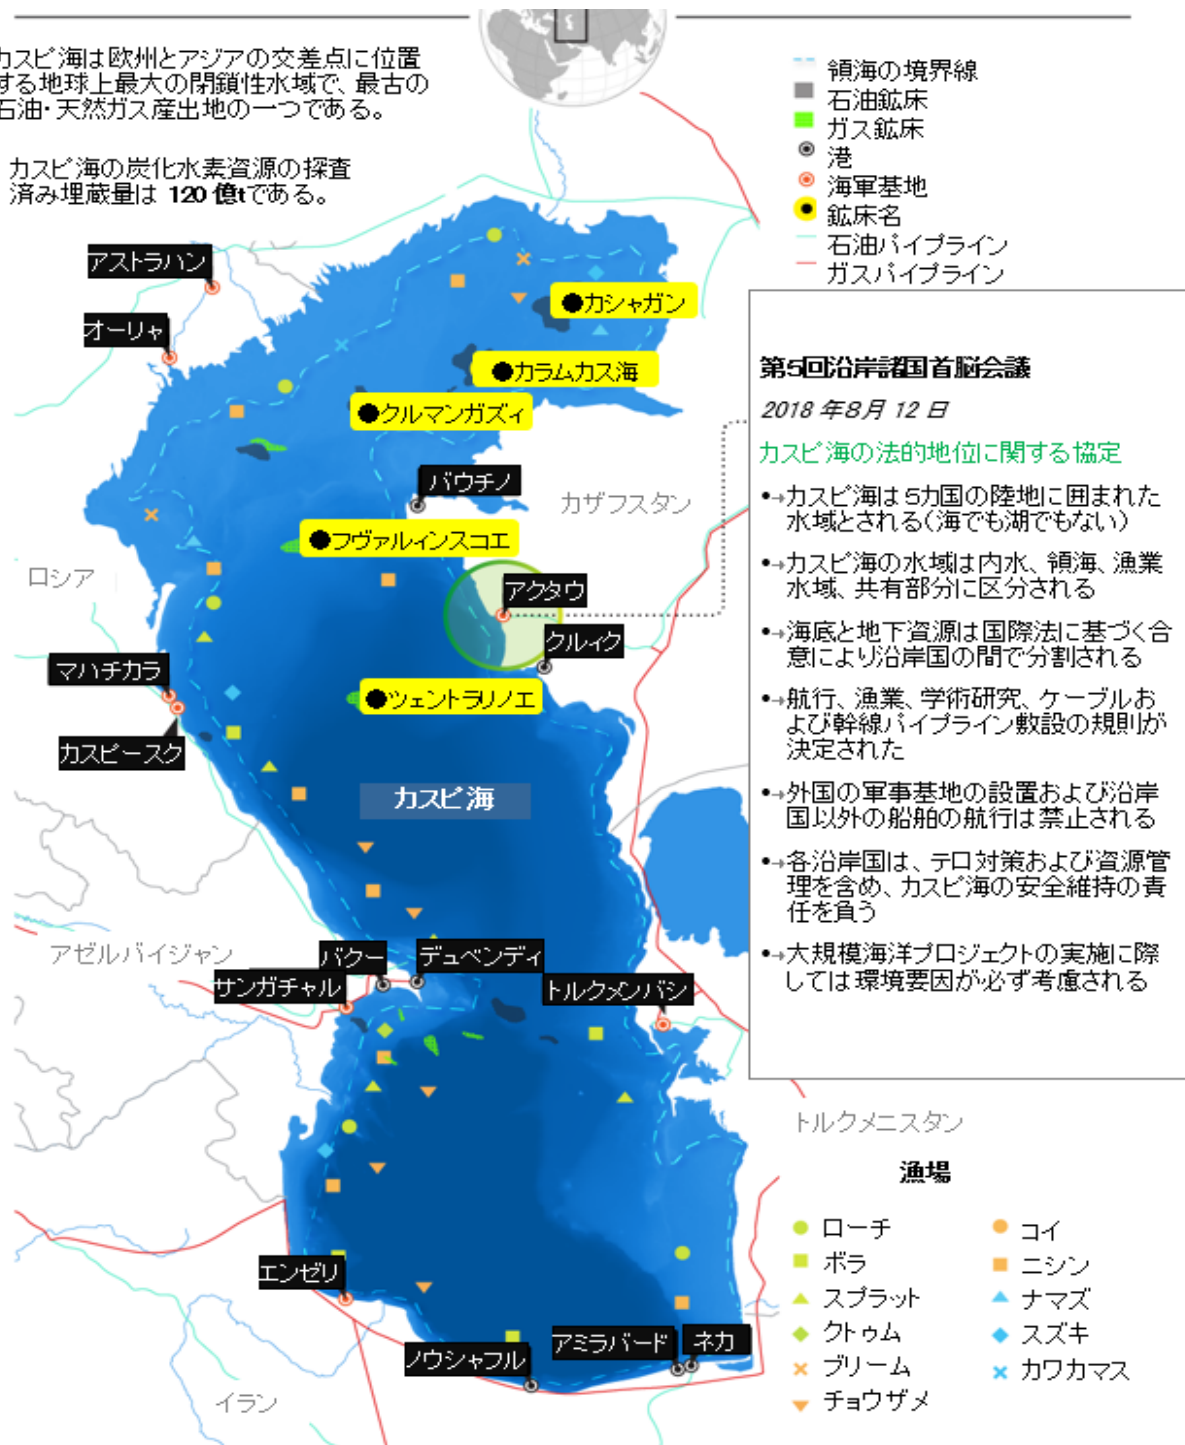 カスピ海は欧州とアジアの交差点に位置
する地球上最大の閉鎖性水域で、最古の
石油・天然ガス産出地の一つである。
カスピ海の炭化水素資源の探査
済み埋蔵量は 120 億tである。
領海の境界線
石油鉱床
ガス鉱床
港
海軍基地
鉱床名
石油パイプライン
ガスパイプライン
アストラハン
オーリャ
●カシャガン
●カラムカス海
●クルマンガズィ
バウチノ
カザフスタン
●フヴァルィンスコエ
ロシア
アクタウ
クルィク
マハチカラ
●ツェントラリノエ
カスピースク
カスピ海
アゼルバイジャン
バクー
デュベンディ
サンガチャル
トルクメンバシ
第5回沿岸諸国首脳会議
2018 年8月 12 日
カスピ海の法的地位に関する協定
•→カスピ海は5カ国の陸地に囲まれた
水域とされる(海でも湖でもない)
•→カスピ海の水域は内水、領海、漁業
水域、共有部分に区分される
•→海底と地下資源は国際法に基づく合
意により沿岸国の間で分割される
•→航行、漁業、学術研究、ケーブルお
よび幹線パイプライン敷設の規則が
決定された
•→外国の軍事基地の設置および沿岸
国以外の船舶の航行は禁止される
•→各沿岸国は、テロ対策および資源管
理を含め、カスピ海の安全維持の責
任を負う
•→大規模海洋プロジェクトの実施に際
しては環境要因が必ず考慮される
トルクメニスタン
エンゼリ
ノウシャフル
アミラバード
ネカ
イラン
漁場
ローチ
ボラ
スプラット
クトゥム
ブリーム
チョウザメ
コイ
ニシン
ナマズ
スズキ
カワカマス